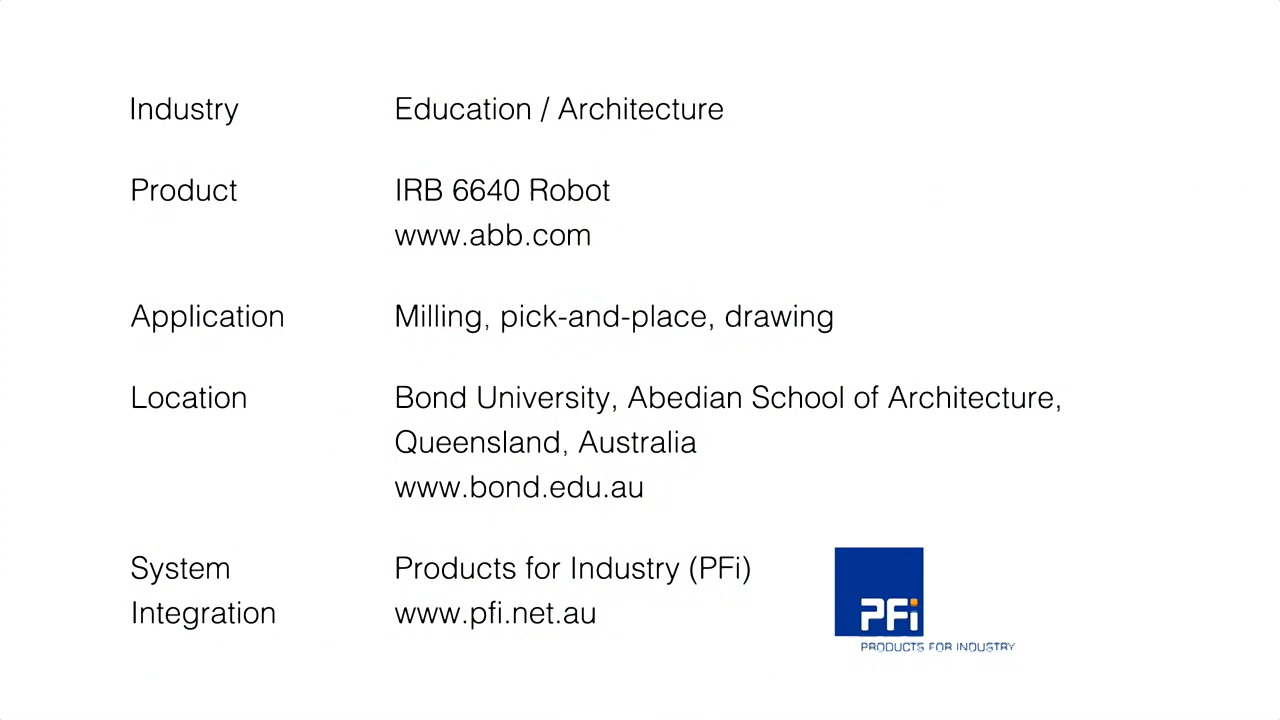 Industry Education / Architecture
Product IRB 6640 Robot
www.abb.com
Application Milling, pick-and-place, drawing
Location Bond University, Abedian School of Architecture,
Queensland, Australia
www.bond.edu.au
System Products for Industry (PFi)
Integration www.pfi.net.au
PFi
PRODUCTS FOR INDUSTRY